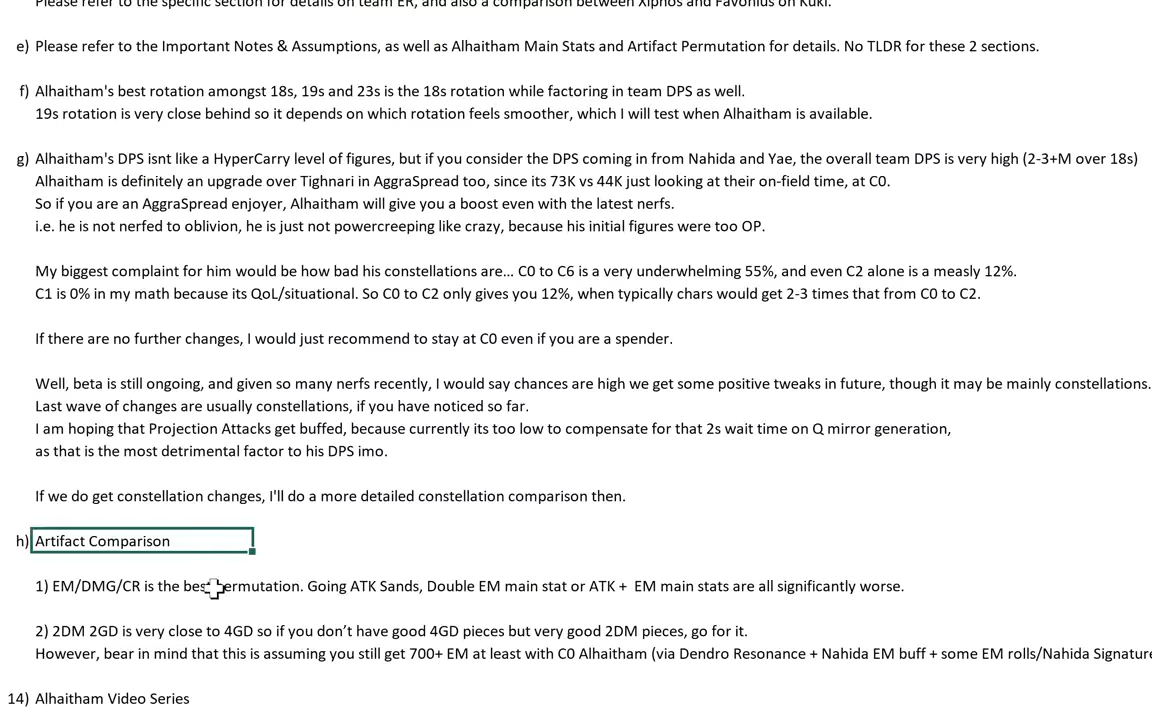 Please refer to the specific section for details on team ER, and also a comparison between Xiphos and Favonius on Kuki.
e) Please refer to the Important Notes & Assumptions, as well as Alhaitham Main Stats and Artifact Permutation for details. No TLDR for these 2 sections.
f) Alhaitham's best rotation amongst 18s, 19s and 23s is the 18s rotation while factoring in team DPS as well.
19s rotation is very close behind so it depends on which rotation feels smoother, which I will test when Alhaitham is available.
g) Alhaitham's DPS isnt like a HyperCarry level of figures, but if you consider the DPS coming in from Nahida and Yae, the overall team DPS is very high (2-3+M over 18s)
Alhaitham is definitely an upgrade over Tighnari in AggraSpread too, since its 73K vs 44K just looking at their on-field time, at C0.
So if you are an AggraSpread enjoyer, Alhaitham will give you a boost even with the latest nerfs.
i.e. he is not nerfed to oblivion, he is just not powercreeping like crazy, because his initial figures were too OP.
My biggest complaint for him would be how bad his constellations are... C0 to C6 is a very underwhelming 55%, and even C2 alone is a measly 12%.
C1 is 0% in my math because its QoL/situational. So C0 to C2 only gives you 12%, when typically chars would get 2-3 times that from C0 to C2.
If there are no further changes, I would just recommend to stay at C0 even if you are a spender.
Well, beta is still ongoing, and given so many nerfs recently, I would say chances are high we get some positive tweaks in future, though it may be mainly constellations.
Last wave of changes are usually constellations, if you have noticed so far.
I am hoping that Projection Attacks get buffed, because currently its too low to compensate for that 2s wait time on Q mirror generation,
as that is the most detrimental factor to his DPS imo.
If we do get constellation changes, I'll do a more detailed constellation comparison then.
h) Artifact Comparison
1) EM/DMG/CR is the best permutation. Going ATK Sands, Double EM main stat or ATK + EM main stats are all significantly worse.
2) 2DM 2GD is very close to 4GD so if you don't have good 4GD pieces but very good 2DM pieces, go for it.
However, bear in mind that this is assuming you still get 700+ EM at least with C0 Alhaitham (via Dendro Resonance + Nahida EM buff + some EM rolls/Nahida Signature
14) Alhaitham Video Series